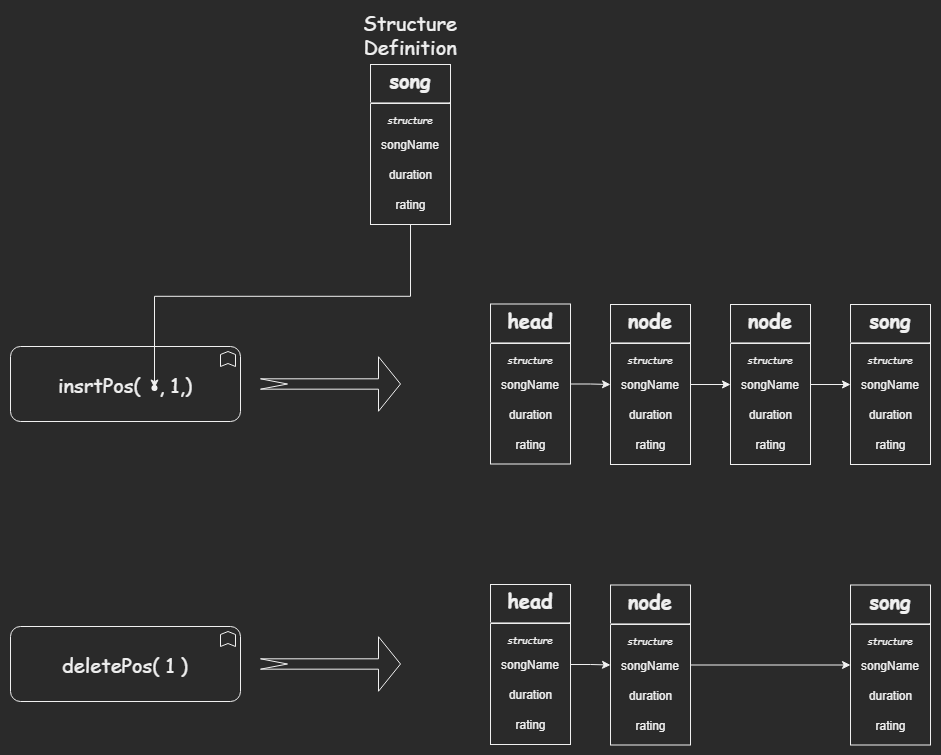 Structure
Definition
song
structure
songName
duration
rating
insrtPos( , 1,)
head
structure
songName
duration
rating
node
structure
songName
duration
rating
node
structure
songName
duration
rating
song
structure
songName
duration
rating
deletePos( 1 )
head
structure
songName
duration
rating
node
structure
songName
duration
rating
song
structure
songName
duration
rating